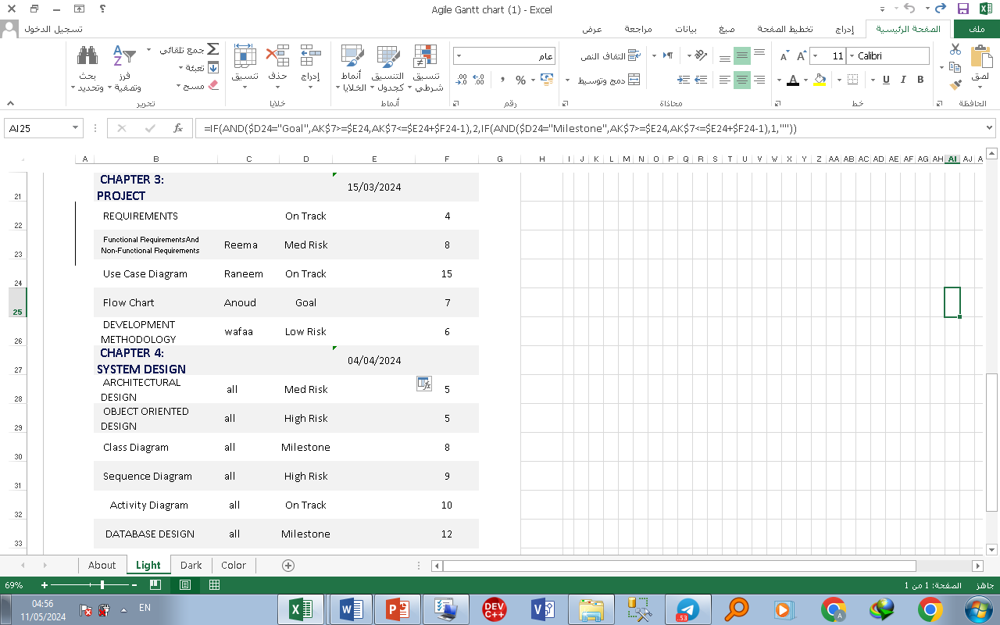 Agile Gantt chart (1) - Excel
ملف
الصفحة الرئيسية
إدراج
تخطيط الصفحة
صيغ
بيانات
مراجعة
عرض
تسجيل الدخول
لصق
الحافظة
Calibri
11
B I U
خط
التفاف النص
دمج وتوسيط
محاذاة
عام
%
رقم
تنسيق شرطي
التنسيق كجدول
أنماط الخلايا
أنماط
إدراج
حذف
تنسيق
خلايا
جمع تلقائي
تعبئة
مسح
فرز وتصفية
بحث وتحديد
تحرير
AI25
=IF(AND($D24="Goal",AK$7>=$E24,AK$7<=$E24+$F24-1),2,IF(AND($D24="Milestone",AK$7>=$E24,AK$7<=$E24+$F24-1),1,""))
A B C D E F G H I J K L M N O P Q R S T U V W X Y Z AA AB AC AD AE AF AG AH AI AJ A
CHAPTER 3:
21 PROJECT 15/03/2024
22 REQUIREMENTS On Track 4
Functional RequirementsAnd
23 Non-Functional Requirements Reema Med Risk 8
24 Use Case Diagram Raneem On Track 15
25 Flow Chart Anoud Goal 7
DEVELOPMENT
26 METHODOLOGY wafaa Low Risk 6
CHAPTER 4:
27 SYSTEM DESIGN 04/04/2024
ARCHITECTURAL
28 DESIGN all Med Risk 5
OBJECT ORIENTED
29 DESIGN all High Risk 5
30 Class Diagram all Milestone 8
31 Sequence Diagram all High Risk 9
32 Activity Diagram all On Track 10
33 DATABASE DESIGN all Milestone 12
About Light Dark Color
69%
الصفحة: 1 من 1
جاهز
04:56
11/05/2024
EN
DEV
C++
53